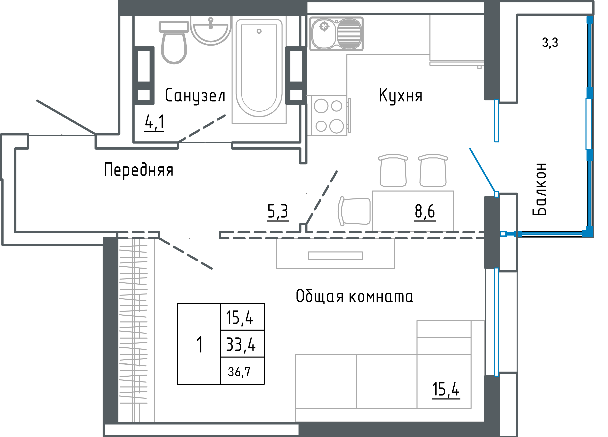 3,3
Санузел
Кухня
4,1
Передняя
Балкон
5,3
8,6
Общая комната
1
15,4
33,4
36,7
15,4